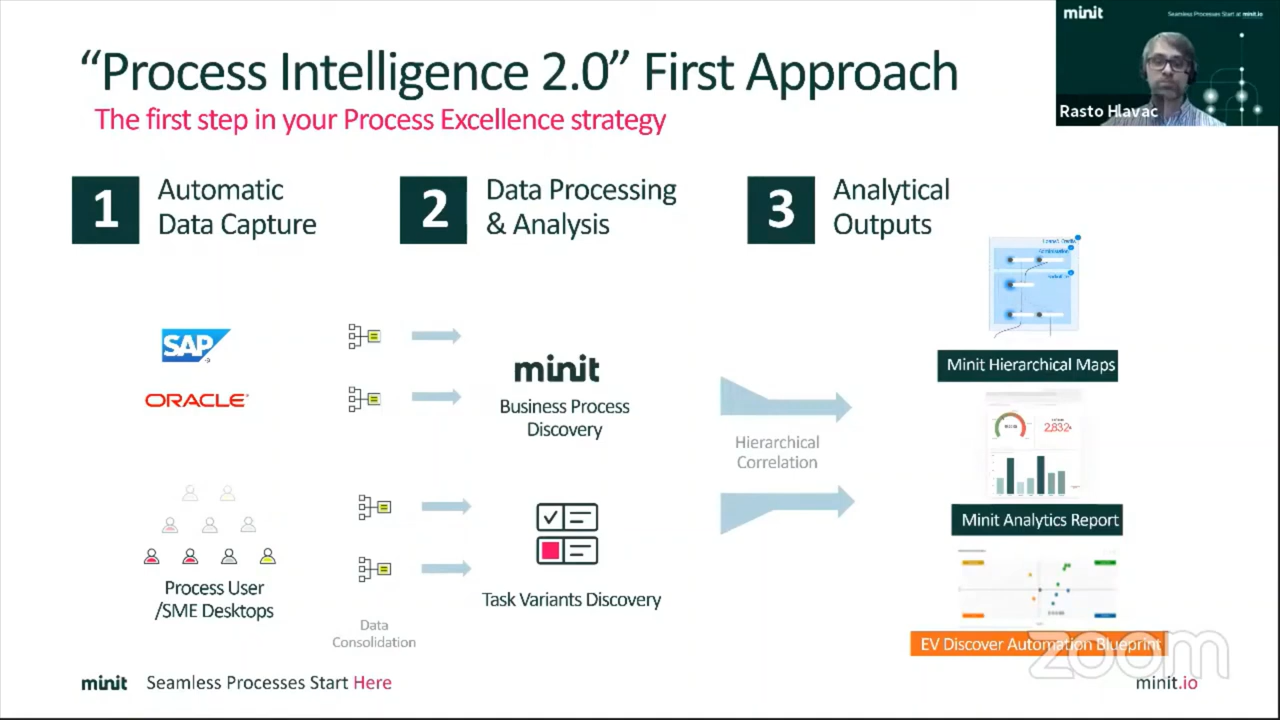 “Process Intelligence 2.0” First Approach
The first step in your Process Excellence strategy
minit
Seamless Processes Start at minit.io
Rasto Hlavac
1
Automatic
Data Capture
2
Data Processing
& Analysis
3
Analytical
Outputs
SAP
ORACLE
minit
Business Process
Discovery
Hierarchical
Correlation
Minit Hierarchical Maps
2,832
Minit Analytics Report
Process User
/SME Desktops
Data
Consolidation
Task Variants Discovery
EV Discover Automation Blueprint
zoom
minit Seamless Processes Start Here
minit.io